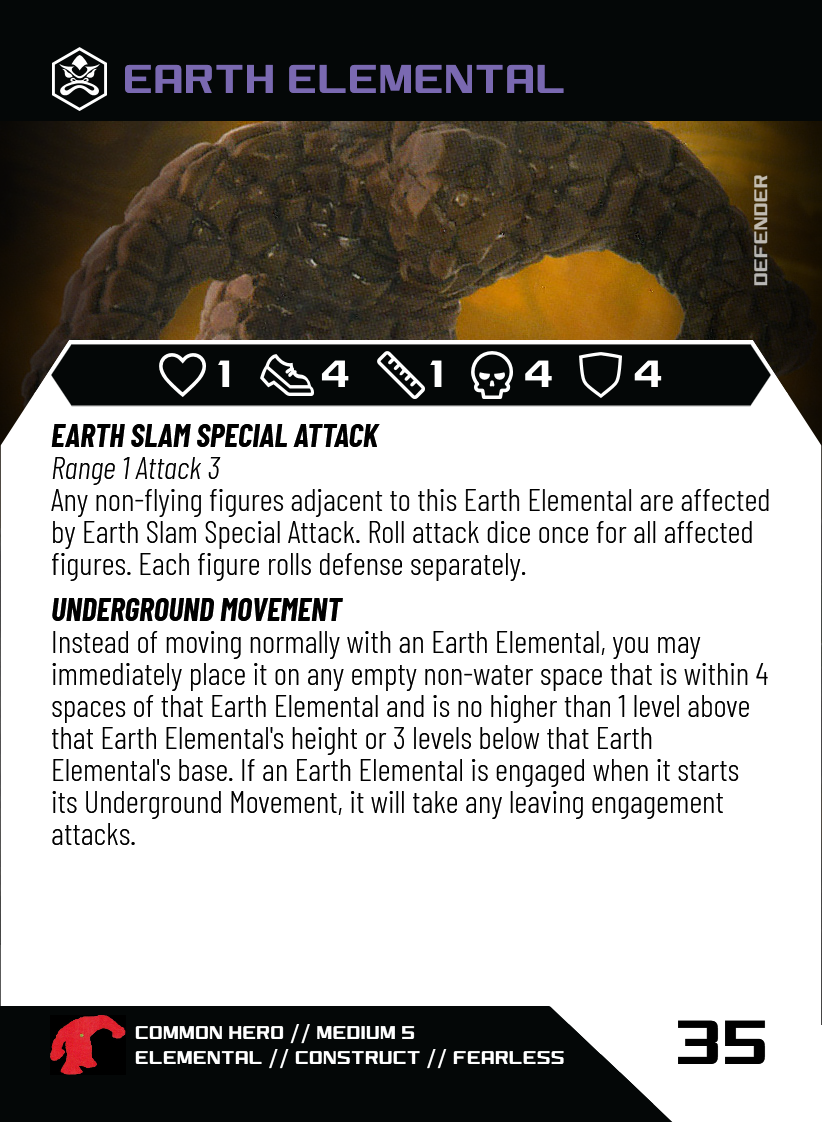 EARTH ELEMENTAL
DEFENDER
1 4 1 4 4
EARTH SLAM SPECIAL ATTACK
Range 1 Attack 3
Any non-flying figures adjacent to this Earth Elemental are affected
by Earth Slam Special Attack. Roll attack dice once for all affected
figures. Each figure rolls defense separately.
UNDERGROUND MOVEMENT
Instead of moving normally with an Earth Elemental, you may
immediately place it on any empty non-water space that is within 4
spaces of that Earth Elemental and is no higher than 1 level above
that Earth Elemental's height or 3 levels below that Earth
Elemental's base. If an Earth Elemental is engaged when it starts
its Underground Movement, it will take any leaving engagement
attacks.
COMMON HERO // MEDIUM 5
ELEMENTAL // CONSTRUCT // FEARLESS
35